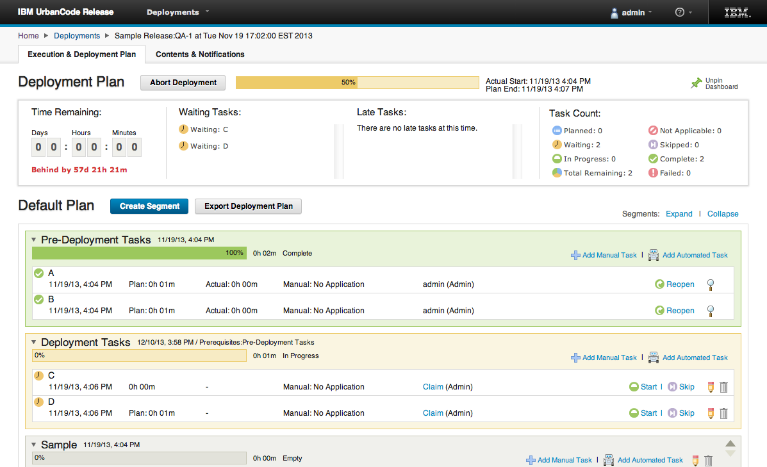 IBM UrbanCode Release Deployments admin IBM
Home Deployments Sample Release:QA-1 at Tue Nov 19 17:02:00 EST 2013
Execution & Deployment Plan Contents & Notifications
Deployment Plan Abort Deployment 50% Actual Start: 11/19/13 4:04 PM
Plan End: 11/19/13 4:07 PM
Unpin
Dashboard
Time Remaining:
Days Hours Minutes
0 0 : 0 0 : 0 0
Behind by 57d 21h 21m
Waiting Tasks:
Waiting: C
Waiting: D
Late Tasks:
There are no late tasks at this time.
Task Count:
Planned: 0 Not Applicable: 0
Waiting: 2 Skipped: 0
In Progress: 0 Complete: 2
Total Remaining: 2 Failed: 0
Default Plan Create Segment Export Deployment Plan
Segments: Expand | Collapse
Pre-Deployment Tasks 11/19/13, 4:04 PM
100% 0h 02m Complete Add Manual Task | Add Automated Task
A
11/19/13, 4:04 PM Plan: 0h 01m Actual: 0h 00m Manual: No Application admin (Admin) Reopen
B
11/19/13, 4:04 PM Plan: 0h 01m Actual: 0h 00m Manual: No Application admin (Admin) Reopen
Deployment Tasks 12/10/13, 3:58 PM / Prerequisites:Pre-Deployment Tasks
0% 0h 01m In Progress Add Manual Task | Add Automated Task
C
11/19/13, 4:06 PM 0h 00m - Manual: No Application Claim (Admin) Start | Skip
D
11/19/13, 4:06 PM Plan: 0h 01m - Manual: No Application Claim (Admin) Start | Skip
Sample 11/19/13, 4:04 PM
0% 0h 00m Empty Add Manual Task | Add Automated Task